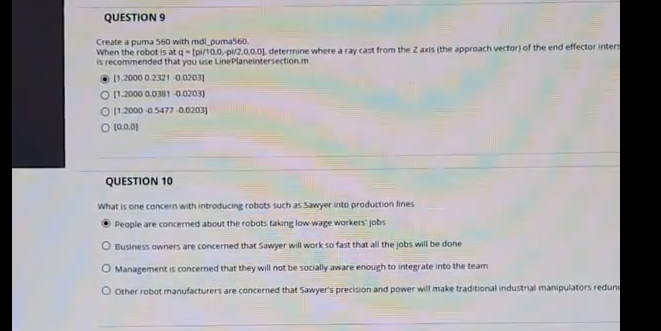 QUESTION 9
Create a puma 560 with mdl_puma560.
When the robot is at q = [pi/10,0,-pi/2,0,0,0], determine where a ray cast from the Z axis (the approach vector) of the end effector inters
is recommended that you use LinePlaneIntersection.m
[1.2000 0.2321 -0.0203]
[1.2000 0.0381 -0.0203]
[1.2000 -0.5477 -0.0203]
[0,0,0]
QUESTION 10
What is one concern with introducing robots such as Sawyer into production lines
People are concerned about the robots taking low-wage workers' jobs
Business owners are concerned that Sawyer will work so fast that all the jobs will be done
Management is concerned that they will not be socially aware enough to integrate into the team
Other robot manufacturers are concerned that Sawyer's precision and power will make traditional industrial manipulators redun